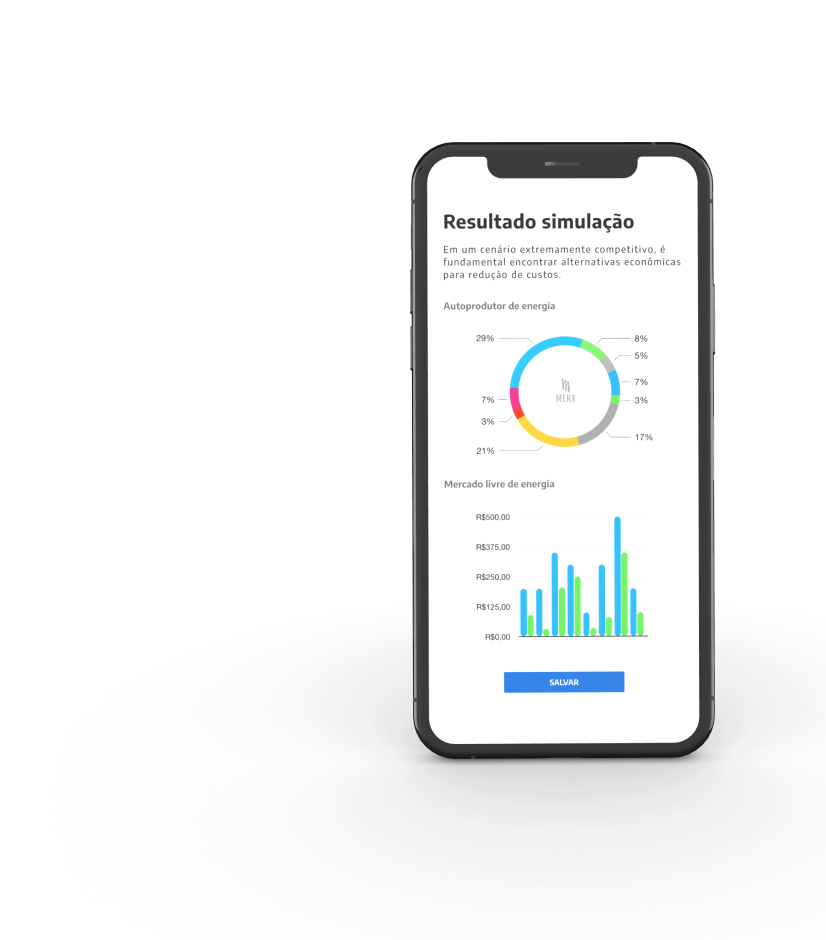 Resultado simulação
Em um cenário extremamente competitivo, é
fundamental encontrar alternativas econômicas
para redução de custos.
Autoprodutor de energia
29%
8%
5%
7%
7%
3%
3%
17%
21%
MERX
Mercado livre de energia
R$500,00
R$375,00
R$250,00
R$125,00
R$0,00
SALVAR